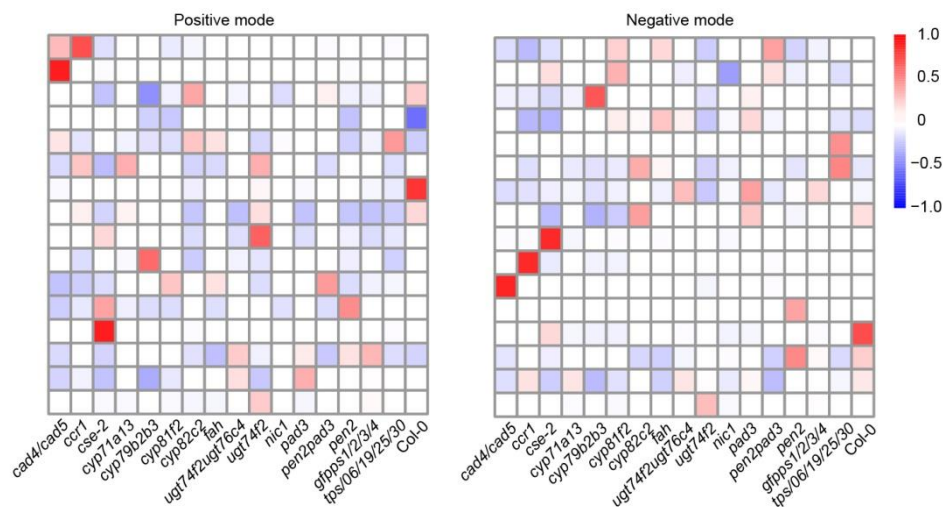 Positive mode
Negative mode
1.0
0.5
0
−0.5
−1.0
cad4/cad5
ccr1
cse-2
cyp71a13
cyp79b2b3
cyp81f2
cyp82c2
fah
ugt74f2ugt76c4
ugt74f2
nic1
pad3
pen2pad3
pen2
gfpps1/2/3/4
tps/06/19/25/30
Col-0
cad4/cad5
ccr1
cse-2
cyp71a13
cyp79b2b3
cyp81f2
cyp82c2
fah
ugt74f2ugt76c4
ugt74f2
nic1
pad3
pen2pad3
pen2
gfpps1/2/3/4
tps/06/19/25/30
Col-0